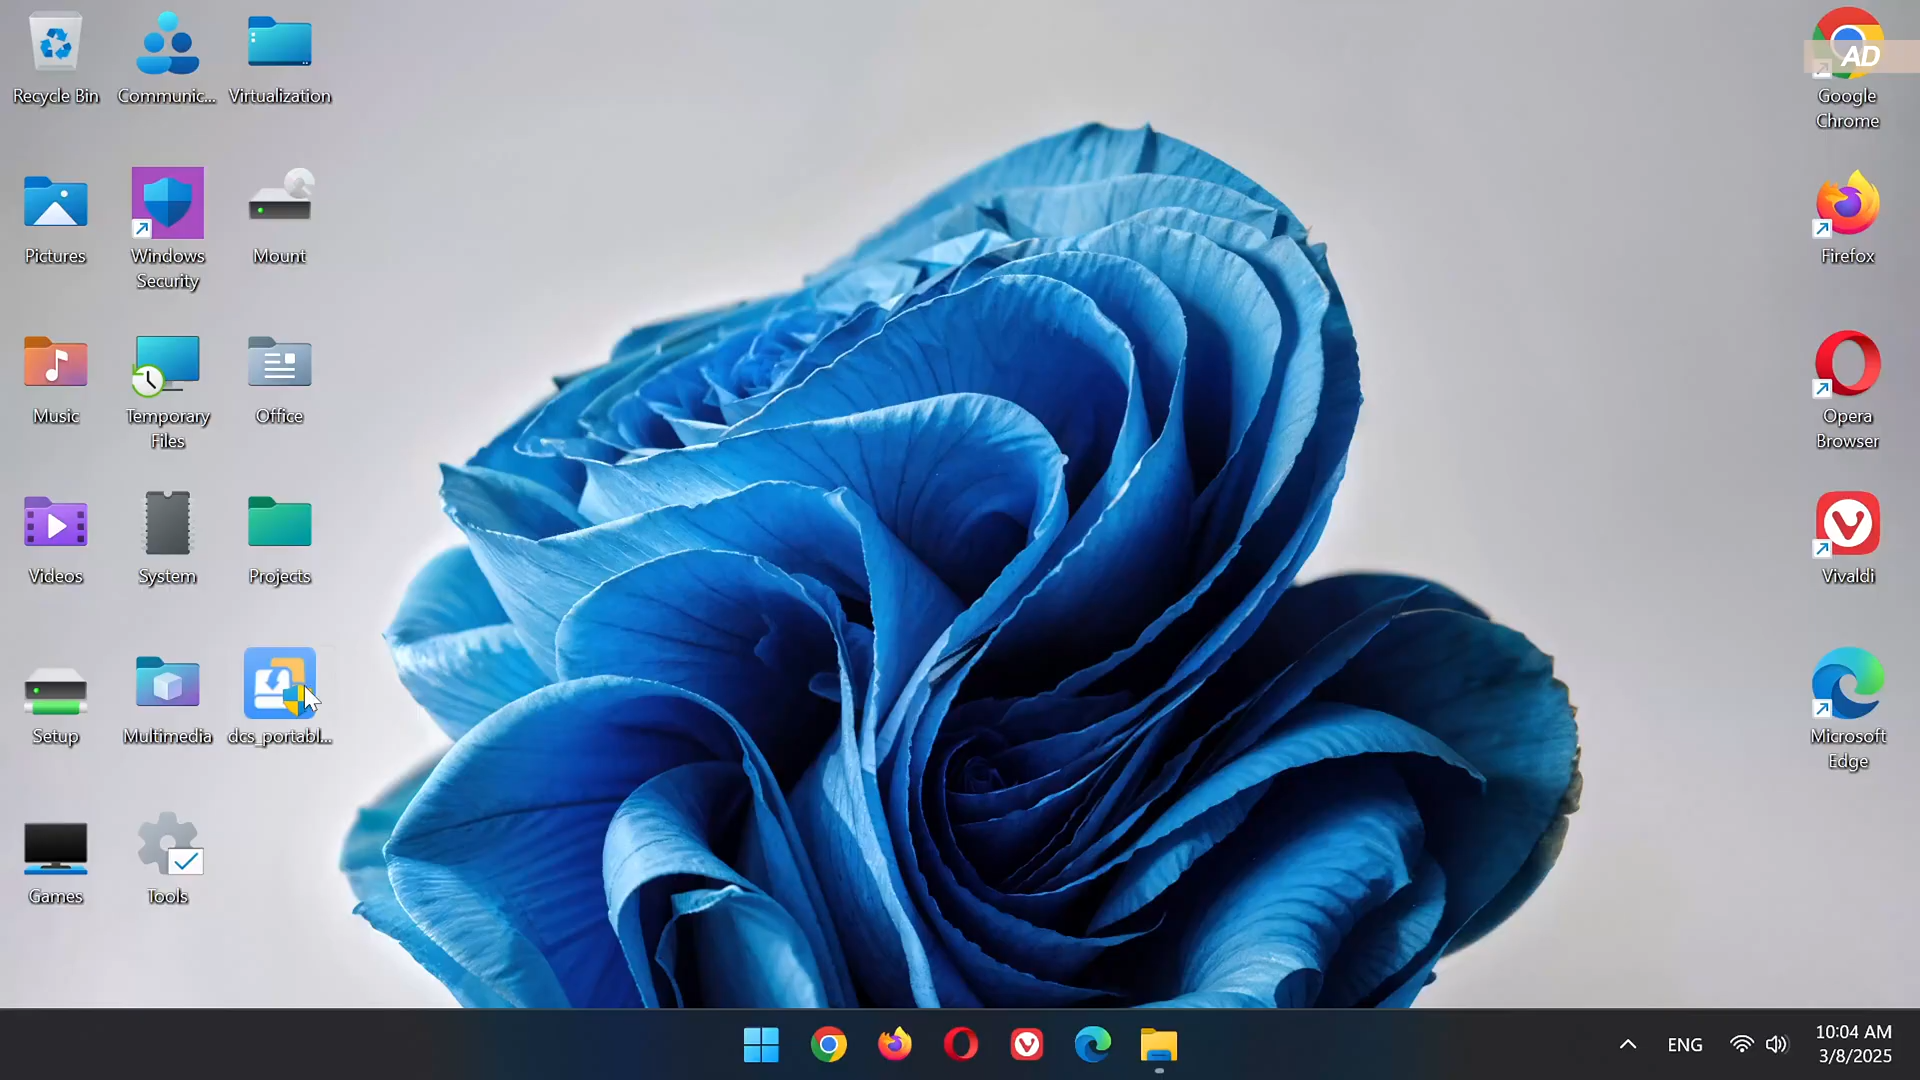 Recycle Bin
Communic...
Virtualization
Pictures
Windows
Security
Mount
Music
Temporary
Files
Office
Videos
System
Projects
Setup
Multimedia
dcs_portabl...
Games
Tools
AD
Google
Chrome
Firefox
Opera
Browser
Vivaldi
Microsoft
Edge
ENG
10:04 AM
3/8/2025